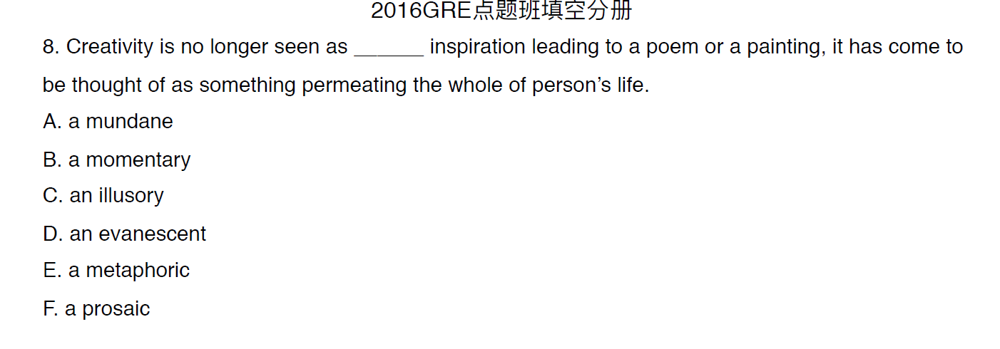 2016GRE点题班填空分册
8. Creativity is no longer seen as ______ inspiration leading to a poem or a painting, it has come to
be thought of as something permeating the whole of person’s life.
A. a mundane
B. a momentary
C. an illusory
D. an evanescent
E. a metaphoric
F. a prosaic